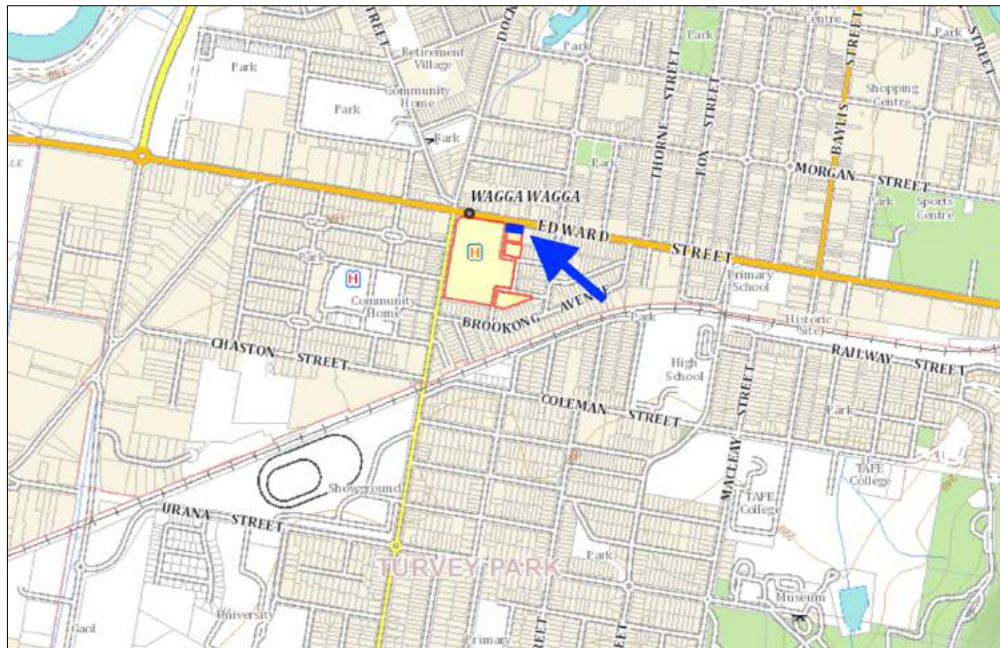 STREET
DOCK
Park
Centre
Park
STREET
STREET
Retirement
Village
Park
Community
Home
Park
Park
THORNE STREET
FOX STREET
BAYLIS STREET
Shopping
Centre
Park
MORGAN STREET
WAGGA WAGGA
Park
Sports
Centre
EDWARD STREET
H
Park
H
Community
Home
Primary
School
BROOKONG AVENUE
Park
Historic
Site
CHASTON STREET
High
School
RAILWAY STREET
COLEMAN STREET
Park
MACLEAY STREET
TAFE
College
Showground
TAFE
College
URANA STREET
Park
TURVEY PARK
Museum
University
Gaol
Primary
STREET
STREET